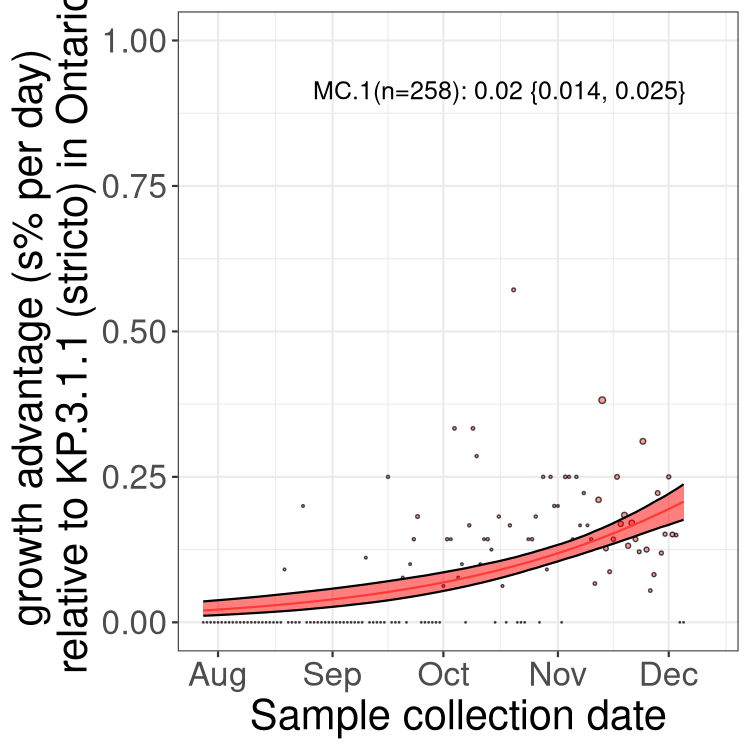 growth advantage (s% per day)
relative to KP.3.1.1 (stricto) in Ontario
1.00
0.75
0.50
0.25
0.00
MC.1(n=258): 0.02 {0.014, 0.025}
Aug Sep Oct Nov Dec
Sample collection date